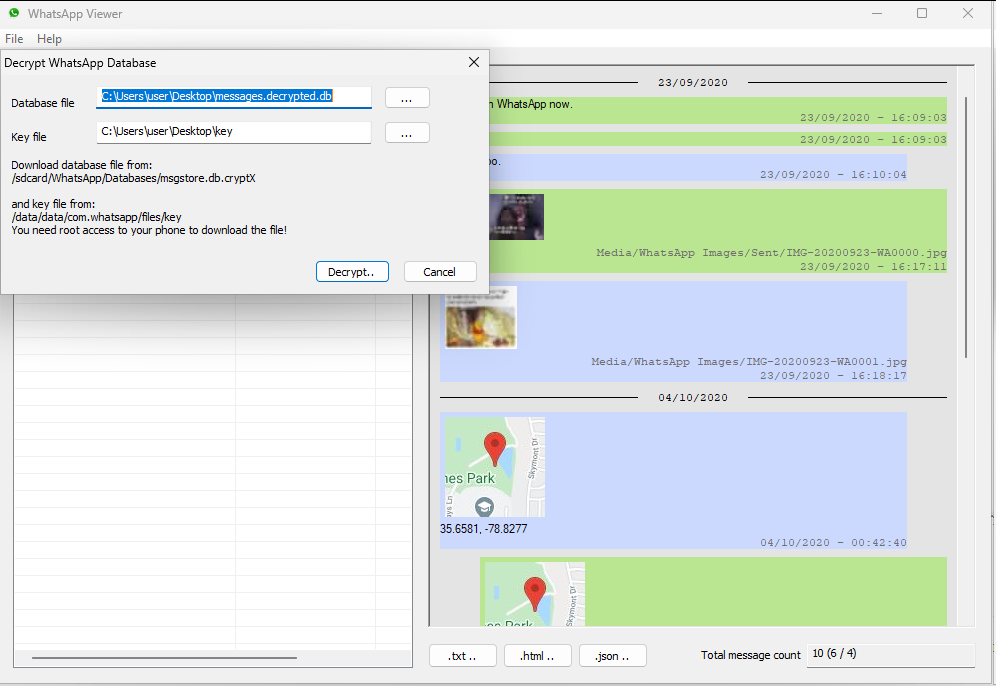 WhatsApp Viewer
File Help
Decrypt WhatsApp Database
Database file C:\Users\user\Desktop\messages.decrypted.db ...
Key file C:\Users\user\Desktop\key ...
Download database file from:
/sdcard/WhatsApp/Databases/msgstore.db.cryptX
and key file from:
/data/data/com.whatsapp/files/key
You need root access to your phone to download the file!
Decrypt.. Cancel
23/09/2020
WhatsApp now.
23/09/2020 - 16:09:03
23/09/2020 - 16:09:03
23/09/2020 - 16:10:04
Media/WhatsApp Images/Sent/IMG-20200923-WA0000.jpg
23/09/2020 - 16:17:11
Media/WhatsApp Images/IMG-20200923-WA0001.jpg
23/09/2020 - 16:18:17
04/10/2020
Skymont Dr
Park
35.6581, -78.8277
04/10/2020 - 00:42:40
Skymont Dr
Park
.txt .. .html .. .json .. Total message count 10 (6 / 4)